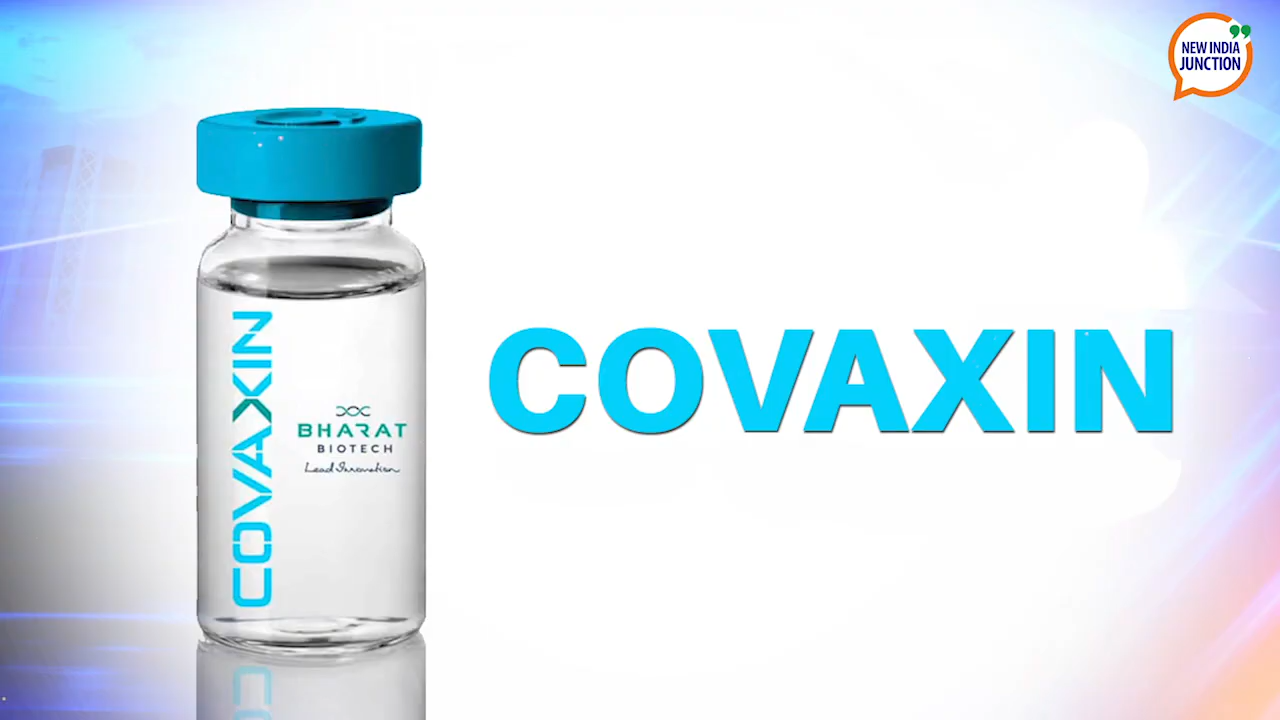 NEW INDIA
JUNCTION
COVAXIN
BHARAT
BIOTECH
Lead Innovation
COVAXIN